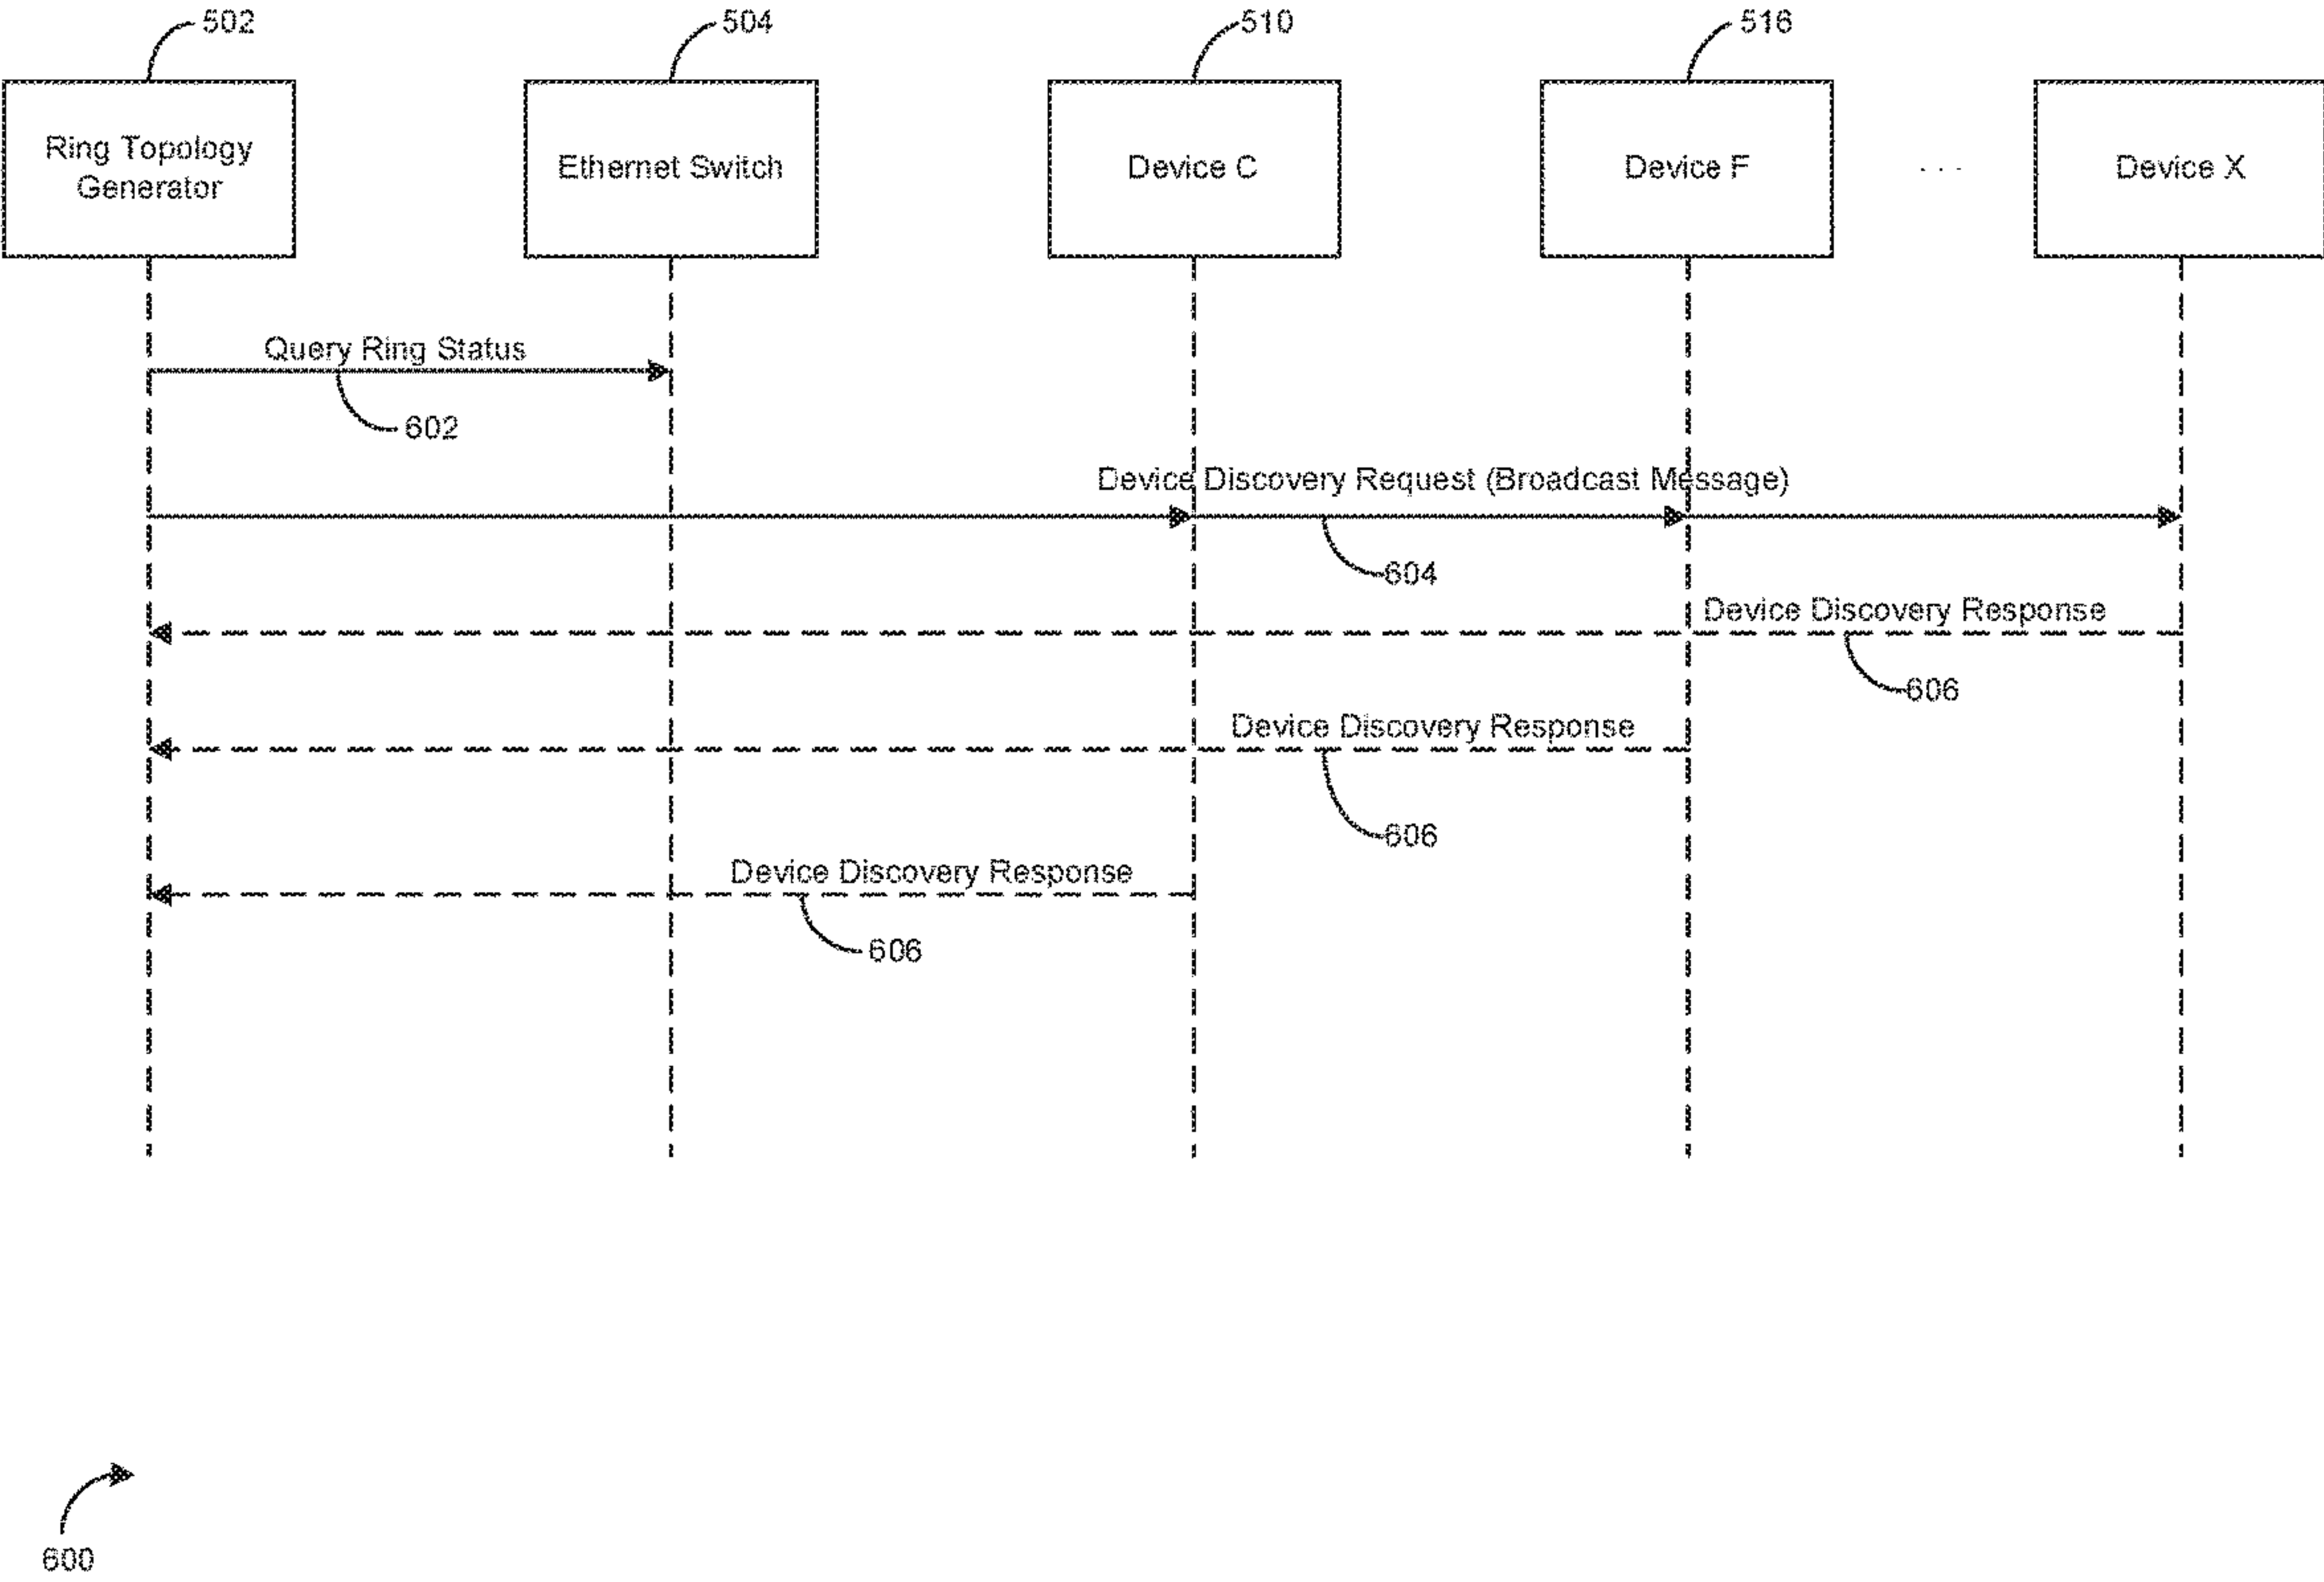 502
504
510
516
Ring Topology
Generator
Ethernet Switch
Device C
Device F
. . .
Device X
Query Ring Status
602
Device Discovery Request (Broadcast Message)
604
Device Discovery Response
606
Device Discovery Response
606
Device Discovery Response
606
600